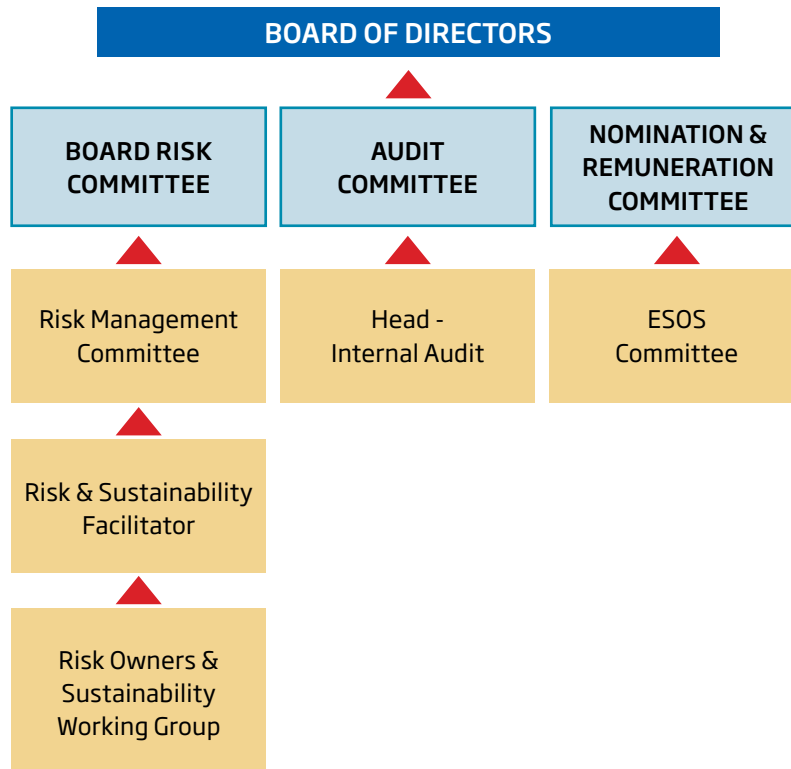 BOARD OF DIRECTORS
BOARD RISK
COMMITTEE
AUDIT
COMMITTEE
NOMINATION &
REMUNERATION
COMMITTEE
Risk Management
Committee
Head -
Internal Audit
ESOS
Committee
Risk & Sustainability
Facilitator
Risk Owners &
Sustainability
Working Group